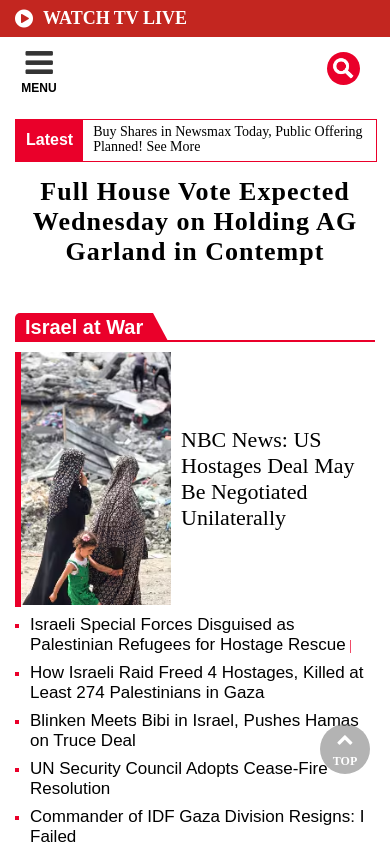 WATCH TV LIVE
MENU
Latest
Buy Shares in Newsmax Today, Public Offering
Planned! See More
Full House Vote Expected
Wednesday on Holding AG
Garland in Contempt
Israel at War
NBC News: US
Hostages Deal May
Be Negotiated
Unilaterally
Israeli Special Forces Disguised as
Palestinian Refugees for Hostage Rescue |
How Israeli Raid Freed 4 Hostages, Killed at
Least 274 Palestinians in Gaza
Blinken Meets Bibi in Israel, Pushes Hamas
on Truce Deal
UN Security Council Adopts Cease-Fire
Resolution
TOP
Commander of IDF Gaza Division Resigns: I
Failed